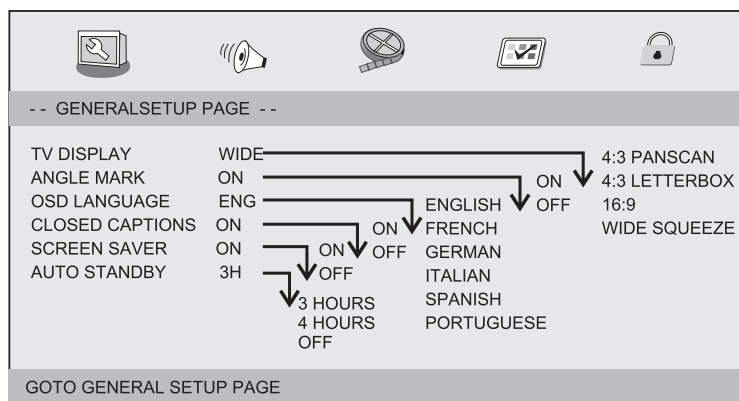 -- GENERALSETUP PAGE --
TV DISPLAY WIDE
ANGLE MARK ON
OSD LANGUAGE ENG
CLOSED CAPTIONS ON
SCREEN SAVER ON
AUTO STANDBY 3H
3 HOURS
4 HOURS
OFF
ON
OFF
ON
OFF
ENGLISH
FRENCH
GERMAN
ITALIAN
SPANISH
PORTUGUESE
ON
OFF
4:3 PANSCAN
4:3 LETTERBOX
16:9
WIDE SQUEEZE
GOTO GENERAL SETUP PAGE